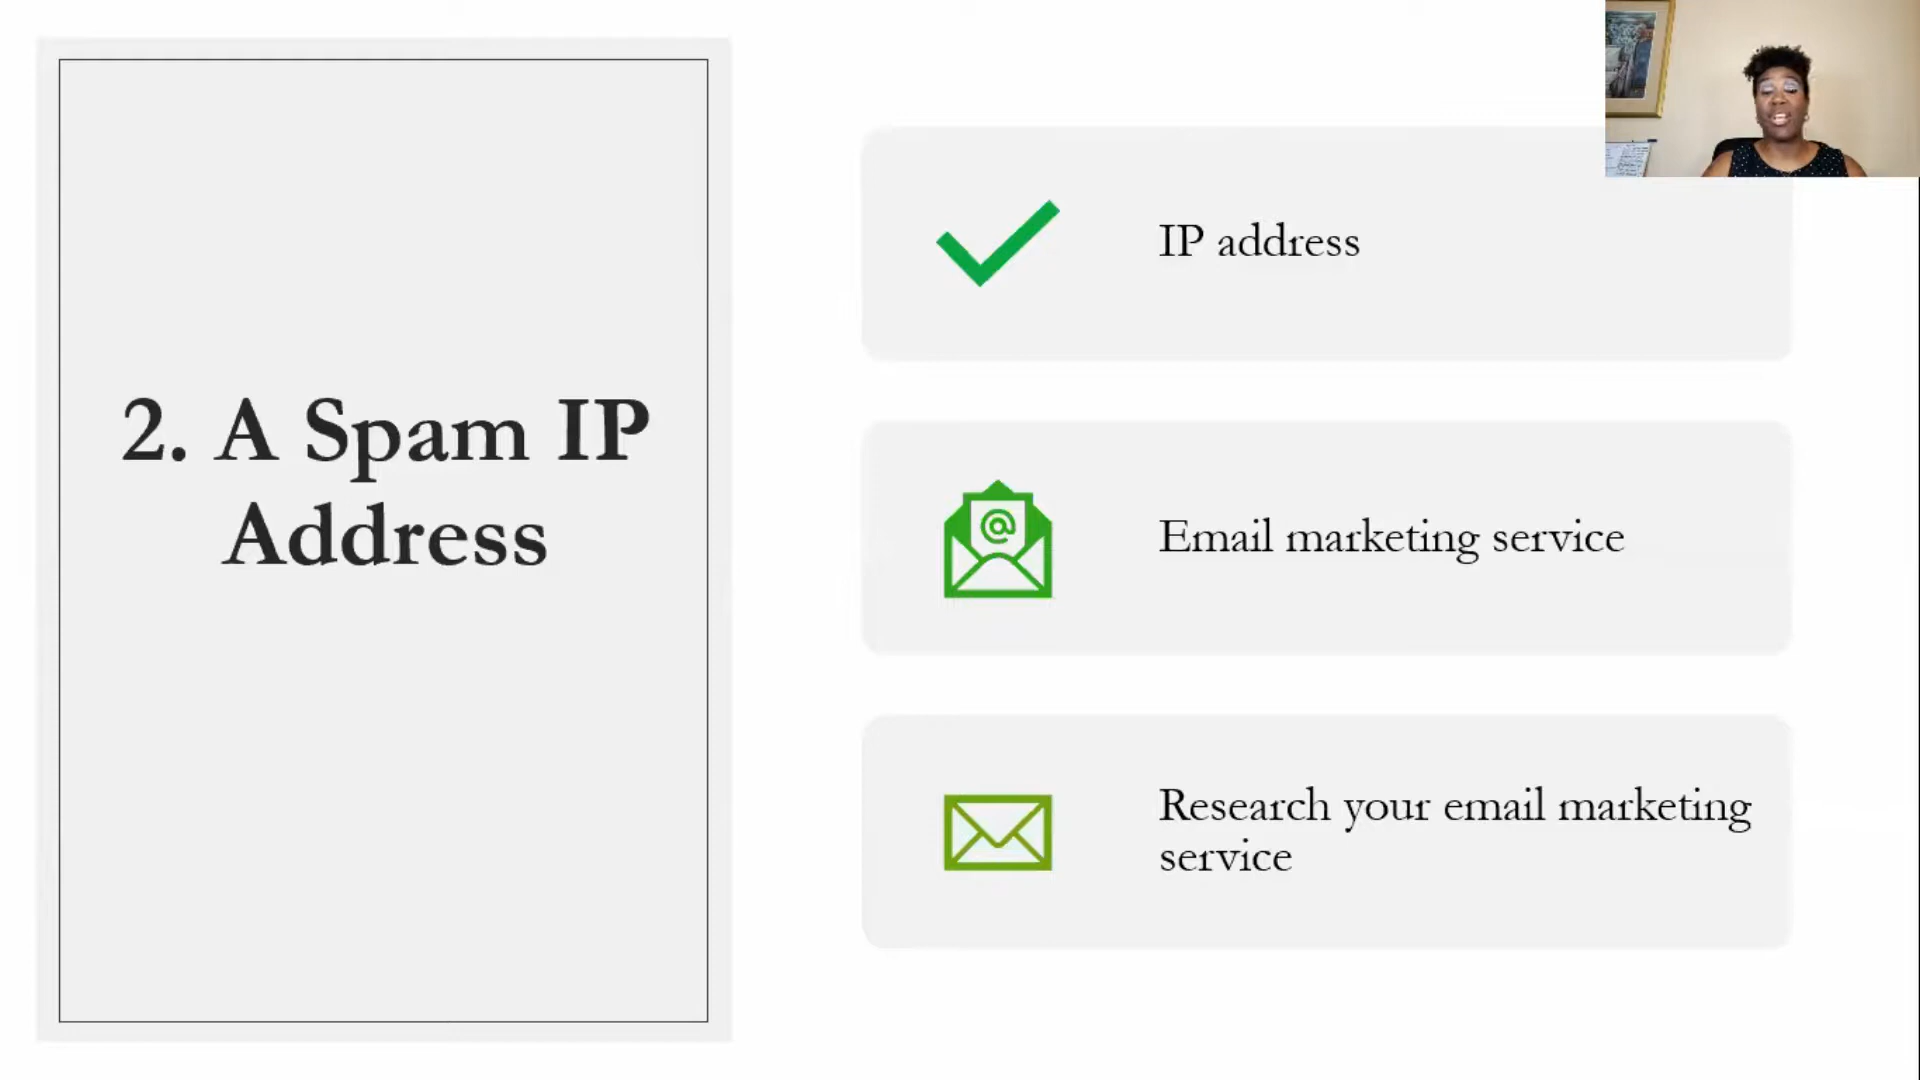 2. A Spam IP
Address
IP address
@
Email marketing service
Research your email marketing
service